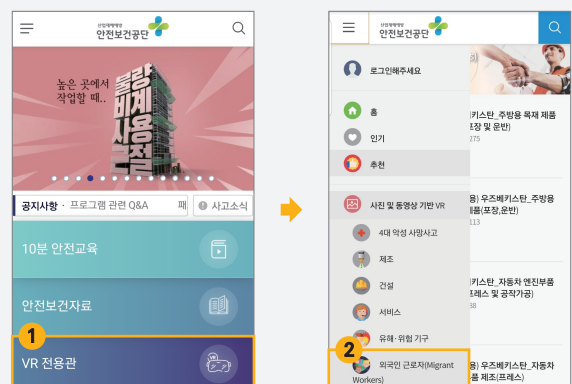 산업재해예방
안전보건공단
높은 곳에서
작업할 때..
불량
비계
사용
근절
공지사항 · 프로그램 관련 Q&A 패
사고소식
10분 안전교육
안전보건자료
1
VR 전용관
산업재해예방
안전보건공단
로그인해주세요
홈
인기
추천
사진 및 동영상 기반 VR
4대 악성 사망사고
제조
건설
서비스
유해·위험 기구
2
외국인 근로자(Migrant
Workers)
키스탄_주방용 목재 제품
포장 및 운반)
275
용) 우즈베키스탄_주방용
제품(포장,운반)
113
키스탄_자동차 엔진부품
프레스 및 공작가공)
38
용) 우즈베키스탄_자동차
품 제조(프레스)